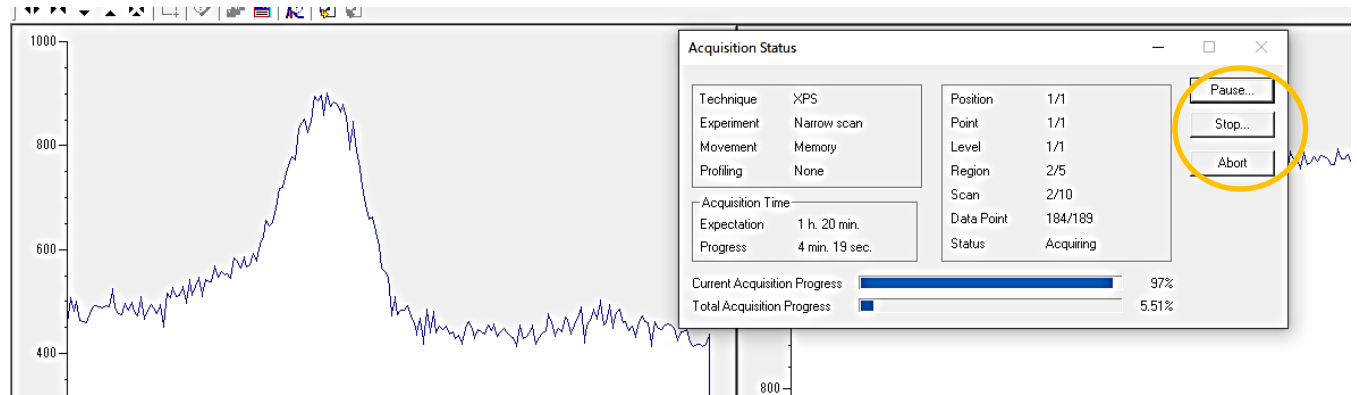 1000
800
600
400
800
Acquisition Status
Technique XPS
Experiment Narrow scan
Movement Memory
Profiling None
Acquisition Time
Expectation 1 h. 20 min.
Progress 4 min. 19 sec.
Position 1/1
Point 1/1
Level 1/1
Region 2/5
Scan 2/10
Data Point 184/189
Status Acquiring
Pause...
Stop...
Abort
Current Acquisition Progress 97%
Total Acquisition Progress 5.51%